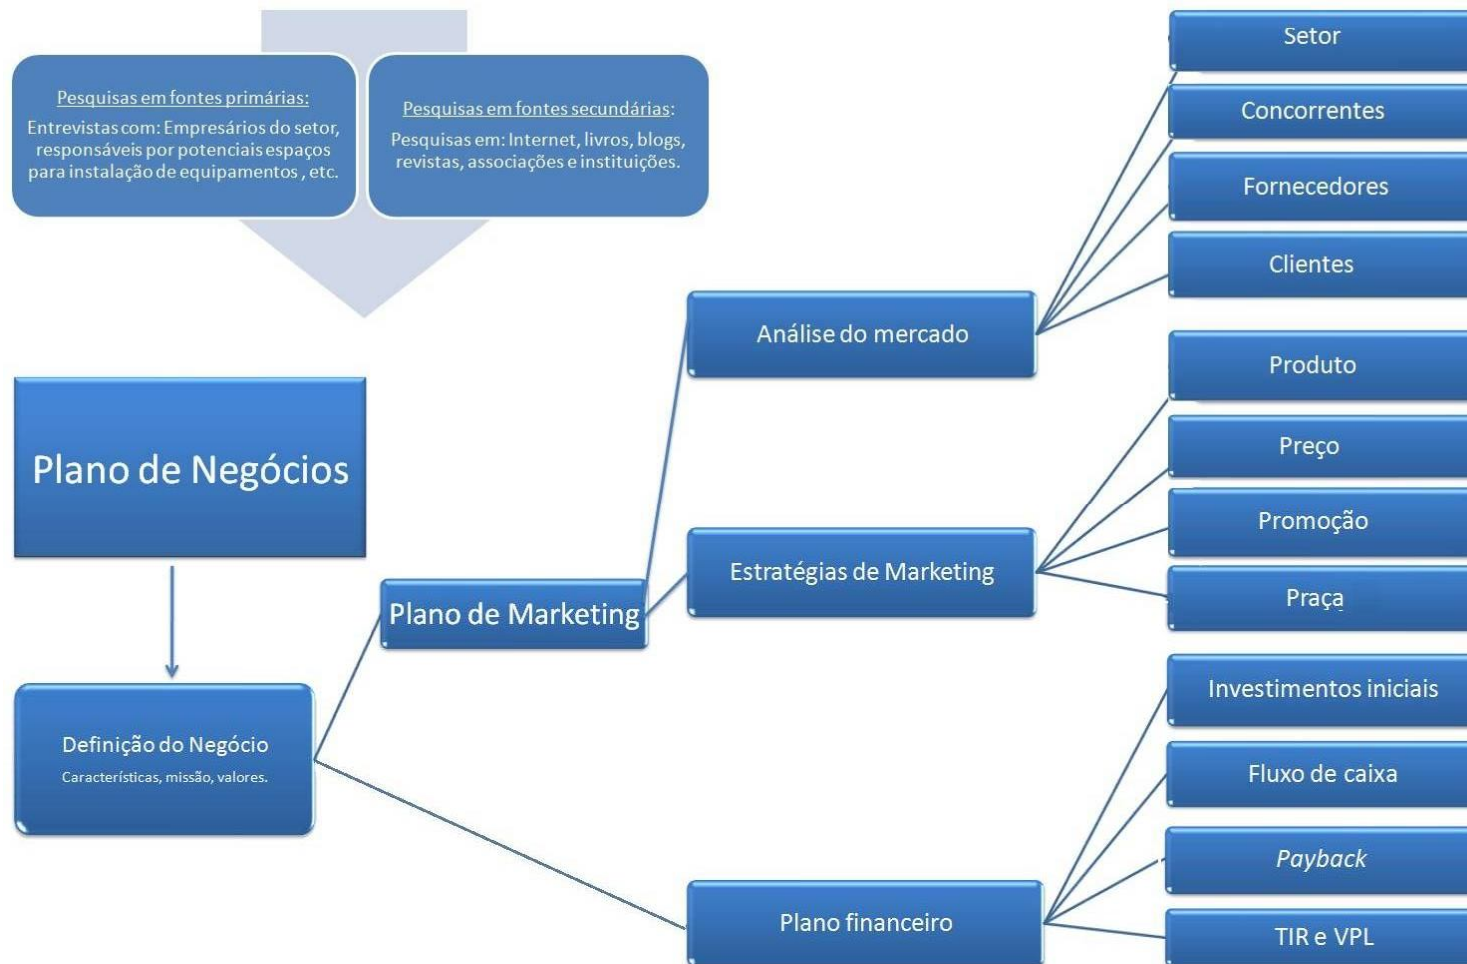 Pesquisas em fontes primárias:
Entrevistas com: Empresários do setor,
responsáveis por potenciais espaços
para instalação de equipamentos , etc.
Pesquisas em fontes secundárias:
Pesquisas em: Internet, livros, blogs,
revistas, associações e instituições.
Plano de Negócios
Definição do Negócio
Características, missão, valores.
Plano de Marketing
Análise do mercado
Setor
Concorrentes
Fornecedores
Clientes
Estratégias de Marketing
Produto
Preço
Promoção
Praça
Plano financeiro
Investimentos iniciais
Fluxo de caixa
Payback
TIR e VPL